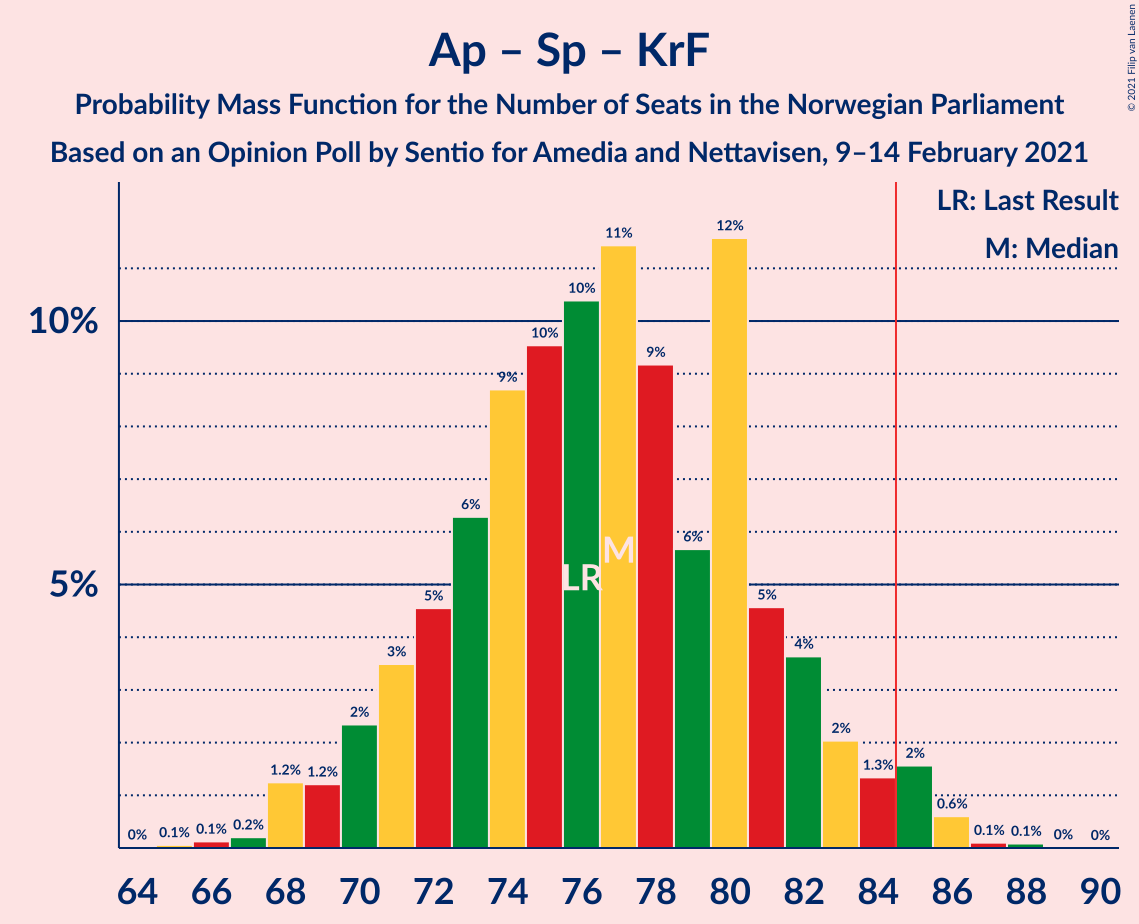 Ap – Sp – KrF
Probability Mass Function for the Number of Seats in the Norwegian Parliament
Based on an Opinion Poll by Sentio for Amedia and Nettavisen, 9–14 February 2021
© 2021 Filip van Laenen
LR: Last Result
M: Median
10%
5%
0% 0.1% 0.1% 0.2% 1.2% 1.2% 2% 3% 5% 6% 9% 10% 10% 11% 9% 6% 12% 5% 4% 2% 1.3% 2% 0.6% 0.1% 0.1% 0% 0%
LR M
64 66 68 70 72 74 76 78 80 82 84 86 88 90